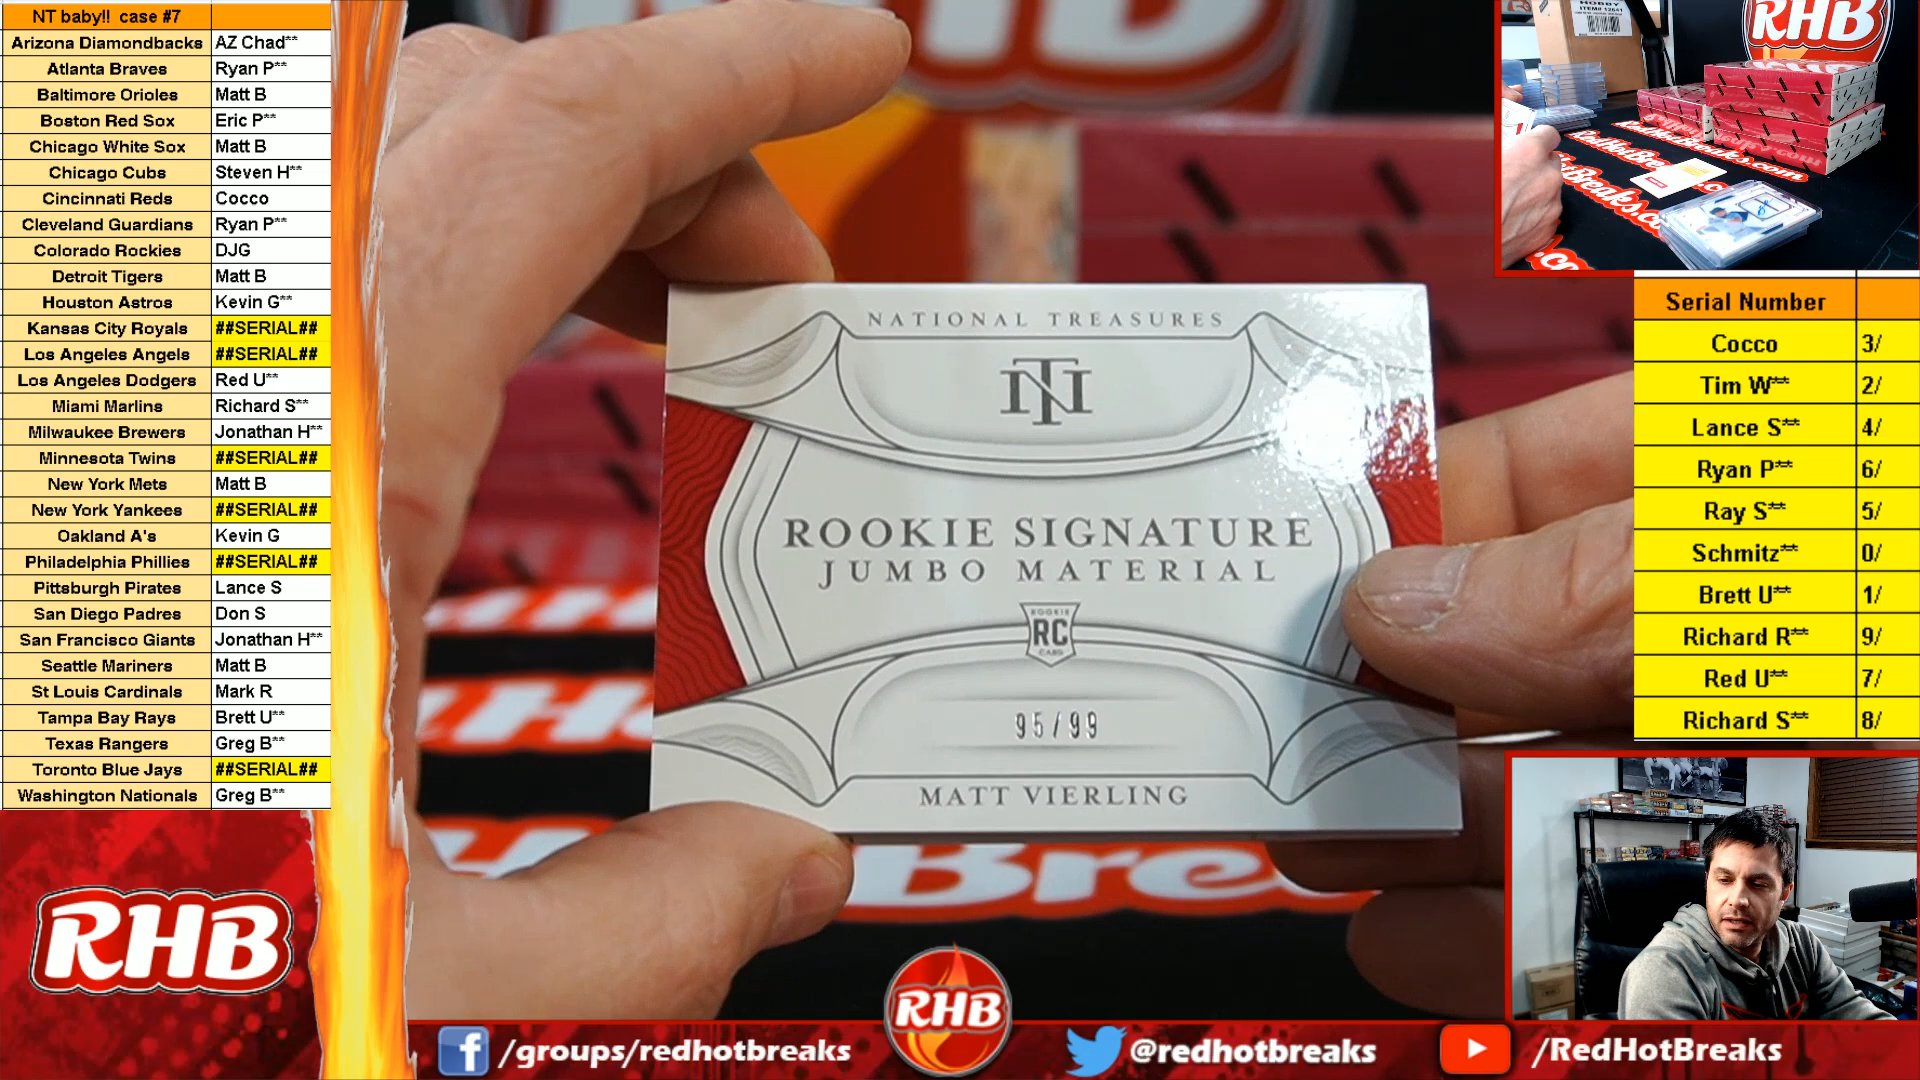 NT baby!! case #7
Arizona Diamondbacks AZ Chad**
Atlanta Braves Ryan P**
Baltimore Orioles Matt B
Boston Red Sox Eric P**
Chicago White Sox Matt B
Chicago Cubs Steven H**
Cincinnati Reds Cocco
Cleveland Guardians Ryan P**
Colorado Rockies DJG
Detroit Tigers Matt B
Houston Astros Kevin G**
Kansas City Royals ##SERIAL##
Los Angeles Angels ##SERIAL##
Los Angeles Dodgers Red U**
Miami Marlins Richard S**
Milwaukee Brewers Jonathan H**
Minnesota Twins ##SERIAL##
New York Mets Matt B
New York Yankees ##SERIAL##
Oakland A's Kevin G
Philadelphia Phillies ##SERIAL##
Pittsburgh Pirates Lance S
San Diego Padres Don S
San Francisco Giants Jonathan H**
Seattle Mariners Matt B
St Louis Cardinals Mark R
Tampa Bay Rays Brett U**
Texas Rangers Greg B**
Toronto Blue Jays ##SERIAL##
Washington Nationals Greg B**
RHB
RHB
NATIONAL TREASURES
NT
ROOKIE SIGNATURE
JUMBO MATERIAL
ROOKIE
RC
CARD
95/99
MATT VIERLING
Bre
HOBBY
RHB
RedHotBreaks.com
Serial Number
Cocco 3/
Tim W** 2/
Lance S** 4/
Ryan P** 6/
Ray S** 5/
Schmitz** 0/
Brett U** 1/
Richard R** 9/
Red U** 7/
Richard S** 8/
/groups/redhotbreaks
RHB
@redhotbreaks
/RedHotBreaks